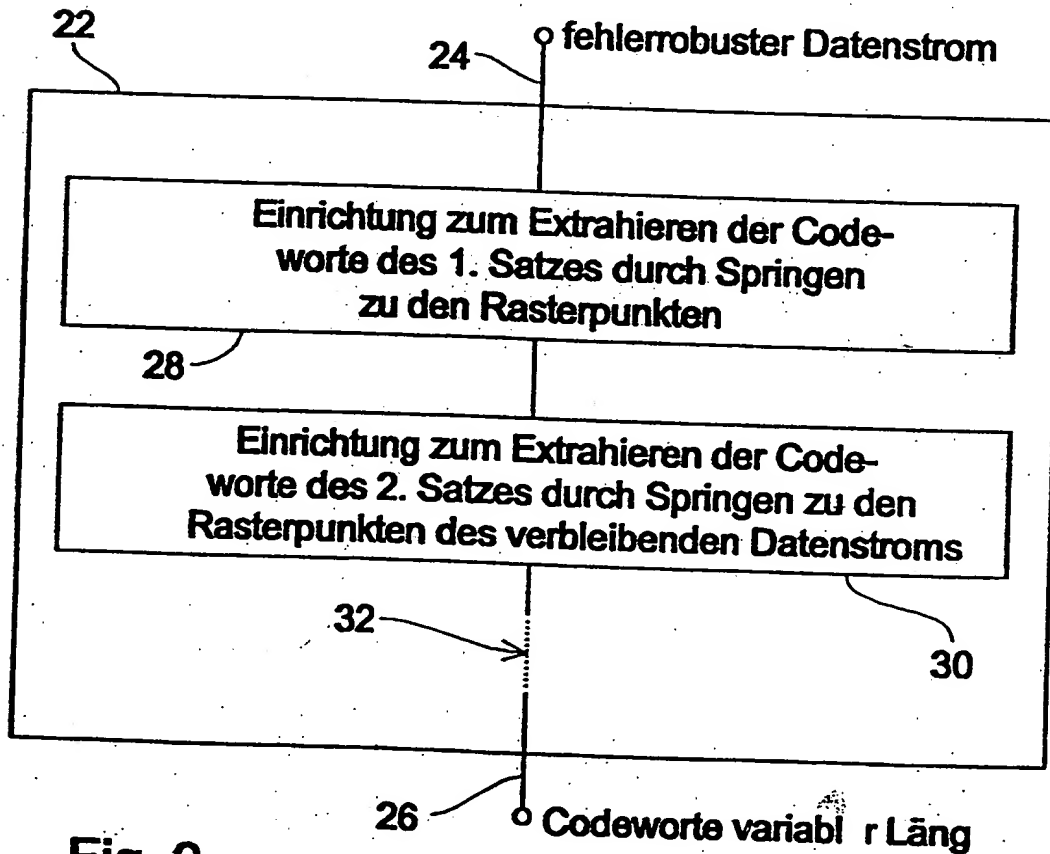 22
24
fehlerrobuster Datenstrom
Einrichtung zum Extrahieren der Code-
worte des 1. Satzes durch Springen
zu den Rasterpunkten
28
Einrichtung zum Extrahieren der Code-
worte des 2. Satzes durch Springen zu den
Rasterpunkten des verbleibenden Datenstroms
32
30
26
Codeworte variabl r Läng
Fig.